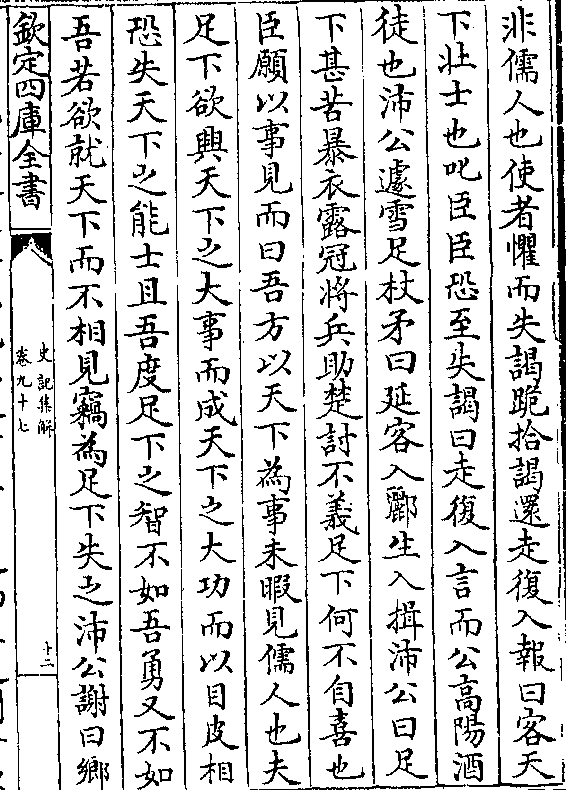 非儒人也使者懼而失謁跪拾謁還走復入報曰客天
下壯士也叱臣臣恐至失謁曰走復入言而公高陽酒
徒也沛公遽雪足杖矛曰延客入酈生入揖沛公曰足
下甚苦暴衣露冠將兵助楚討不義足下何不自喜也
臣願以事見而曰吾方以天下為事未暇見儒人也夫
足下欲興天下之大事而成天下之大功而以目皮相
恐失天下之能士且吾度足下之智不如吾勇又不如
吾若欲就天下而不相見竊為足下失之沛公謝曰鄉
欽定四庫全書
史記集解
卷九十七
十二